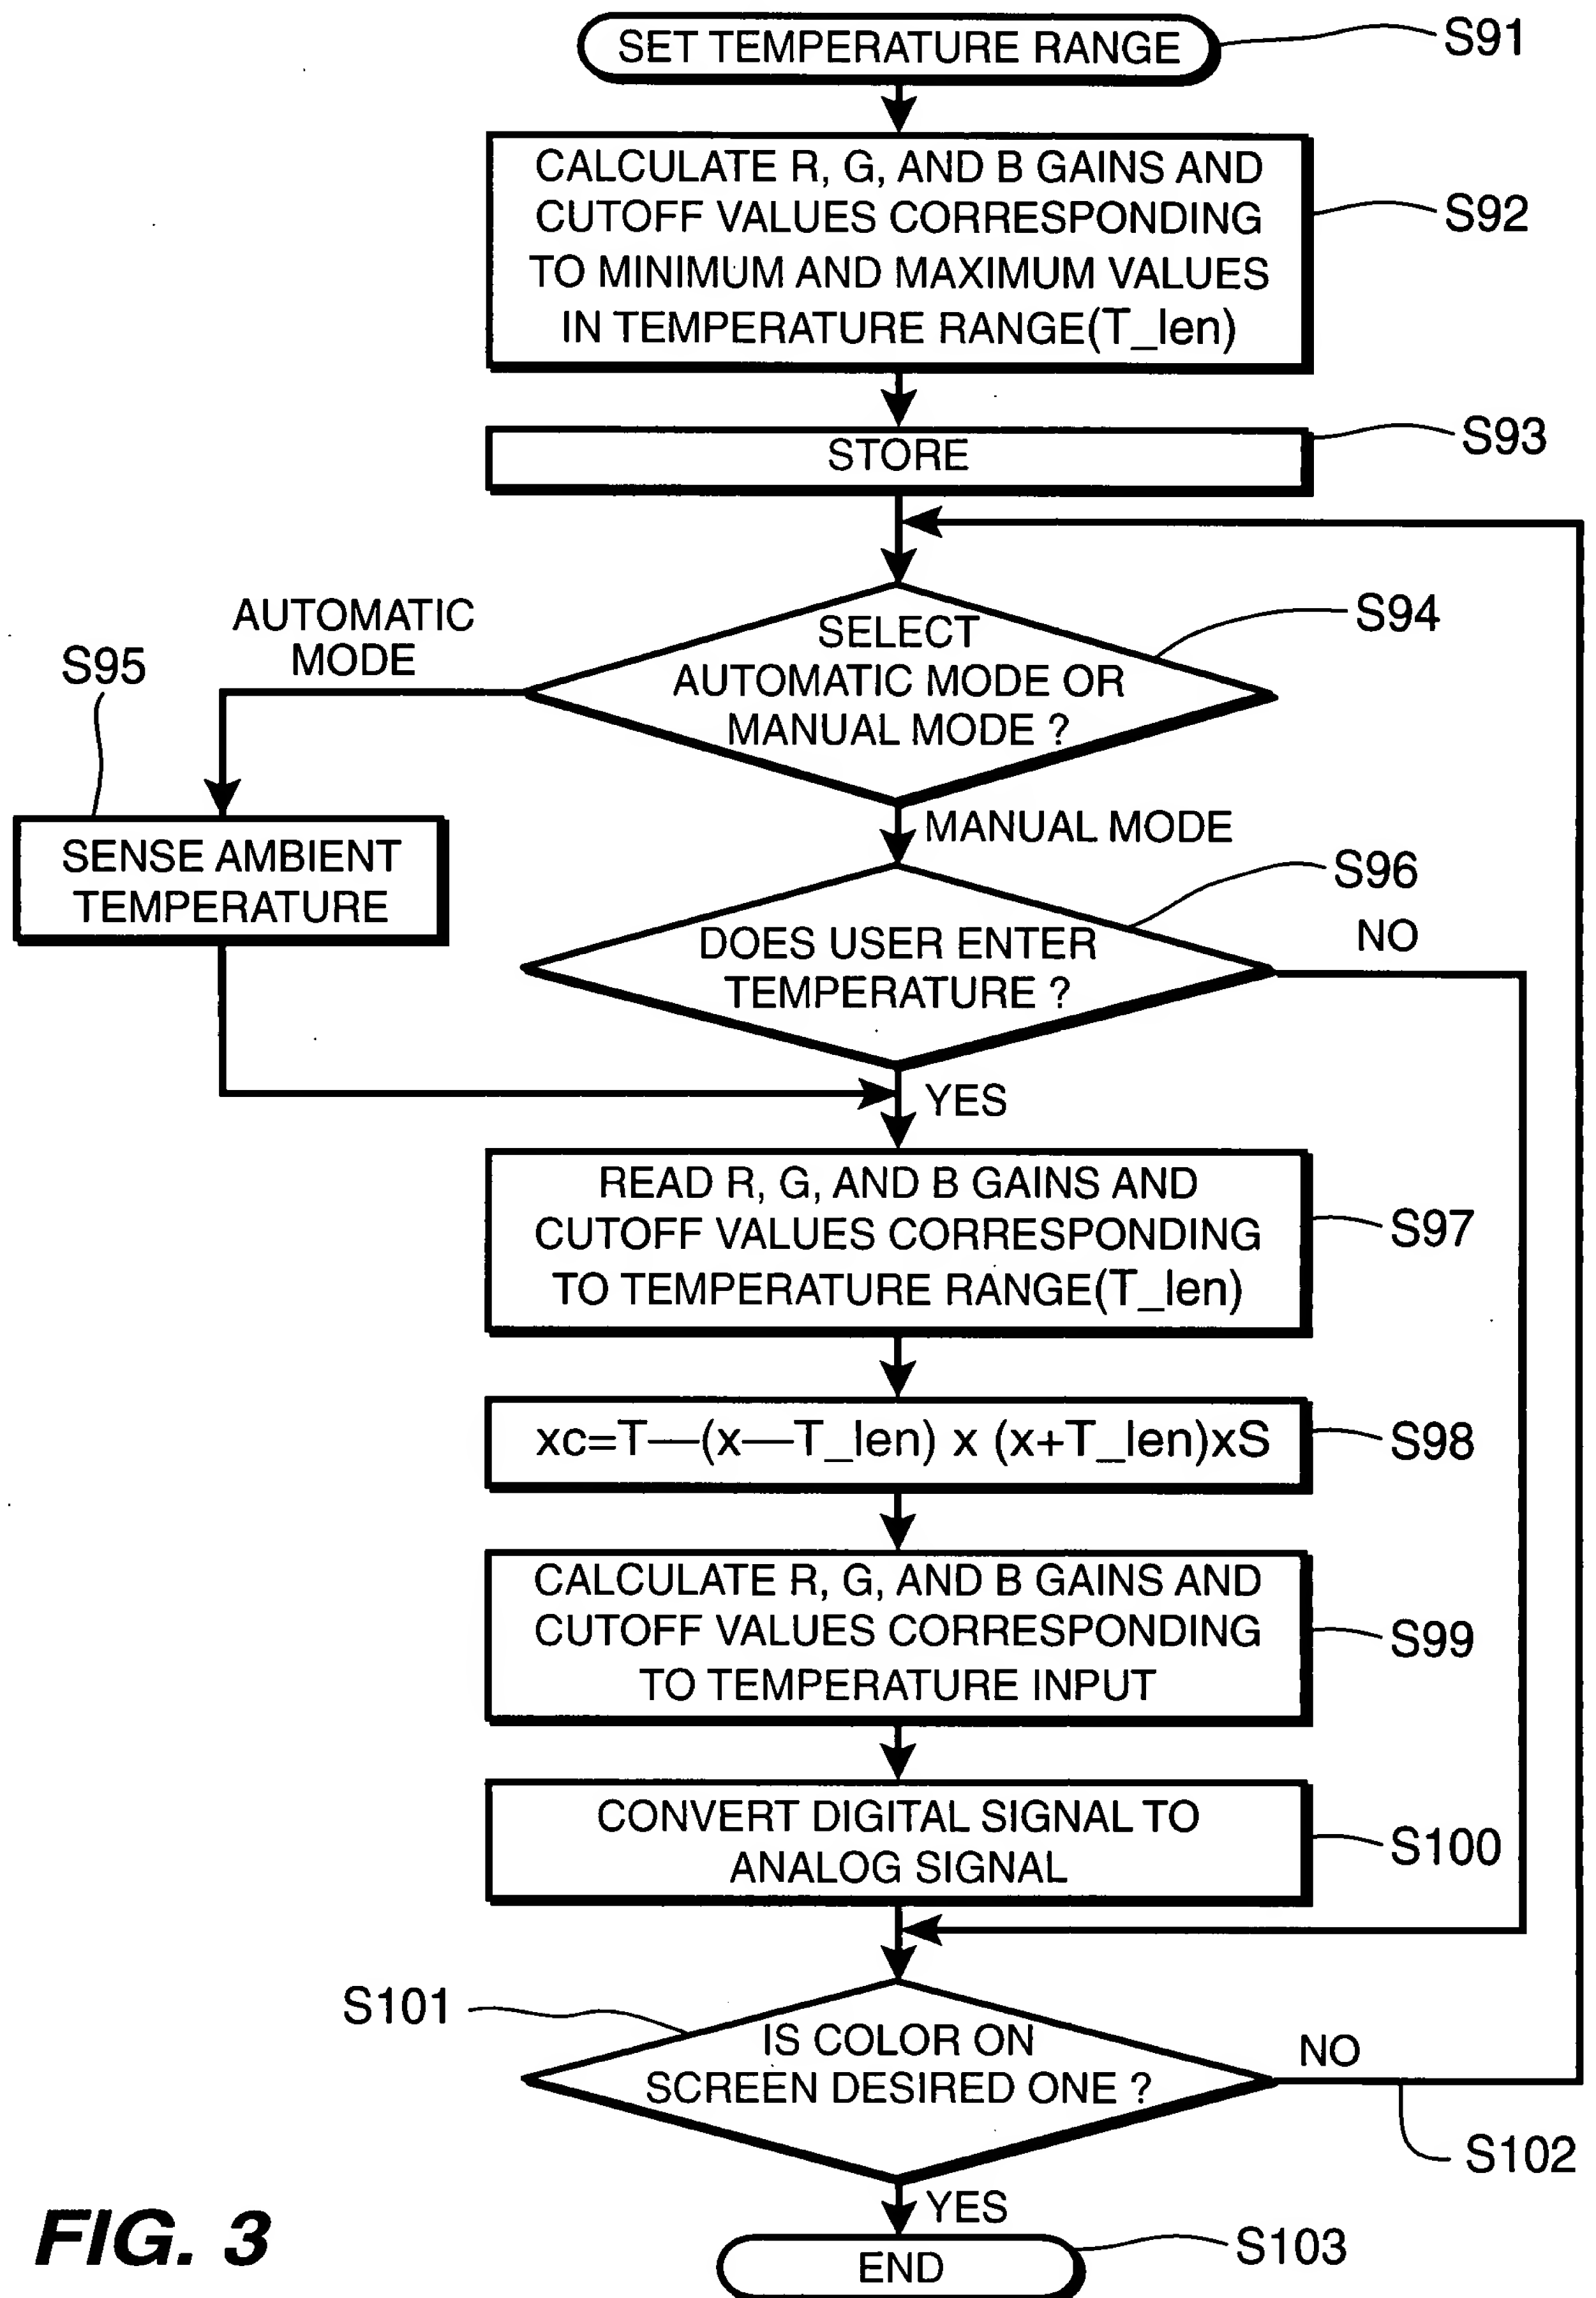 SET TEMPERATURE RANGE
S91
CALCULATE R, G, AND B GAINS AND
CUTOFF VALUES CORRESPONDING
TO MINIMUM AND MAXIMUM VALUES
IN TEMPERATURE RANGE(T_len)
S92
STORE
S93
SELECT
AUTOMATIC MODE OR
MANUAL MODE ?
S94
AUTOMATIC
MODE
S95
SENSE AMBIENT
TEMPERATURE
MANUAL MODE
S96
DOES USER ENTER
TEMPERATURE ?
NO
YES
READ R, G, AND B GAINS AND
CUTOFF VALUES CORRESPONDING
TO TEMPERATURE RANGE(T_len)
S97
xc=T—(x—T_len) x (x+T_len)xS
S98
CALCULATE R, G, AND B GAINS AND
CUTOFF VALUES CORRESPONDING
TO TEMPERATURE INPUT
S99
CONVERT DIGITAL SIGNAL TO
ANALOG SIGNAL
S100
S101
IS COLOR ON
SCREEN DESIRED ONE ?
NO
S102
YES
END
S103
FIG. 3